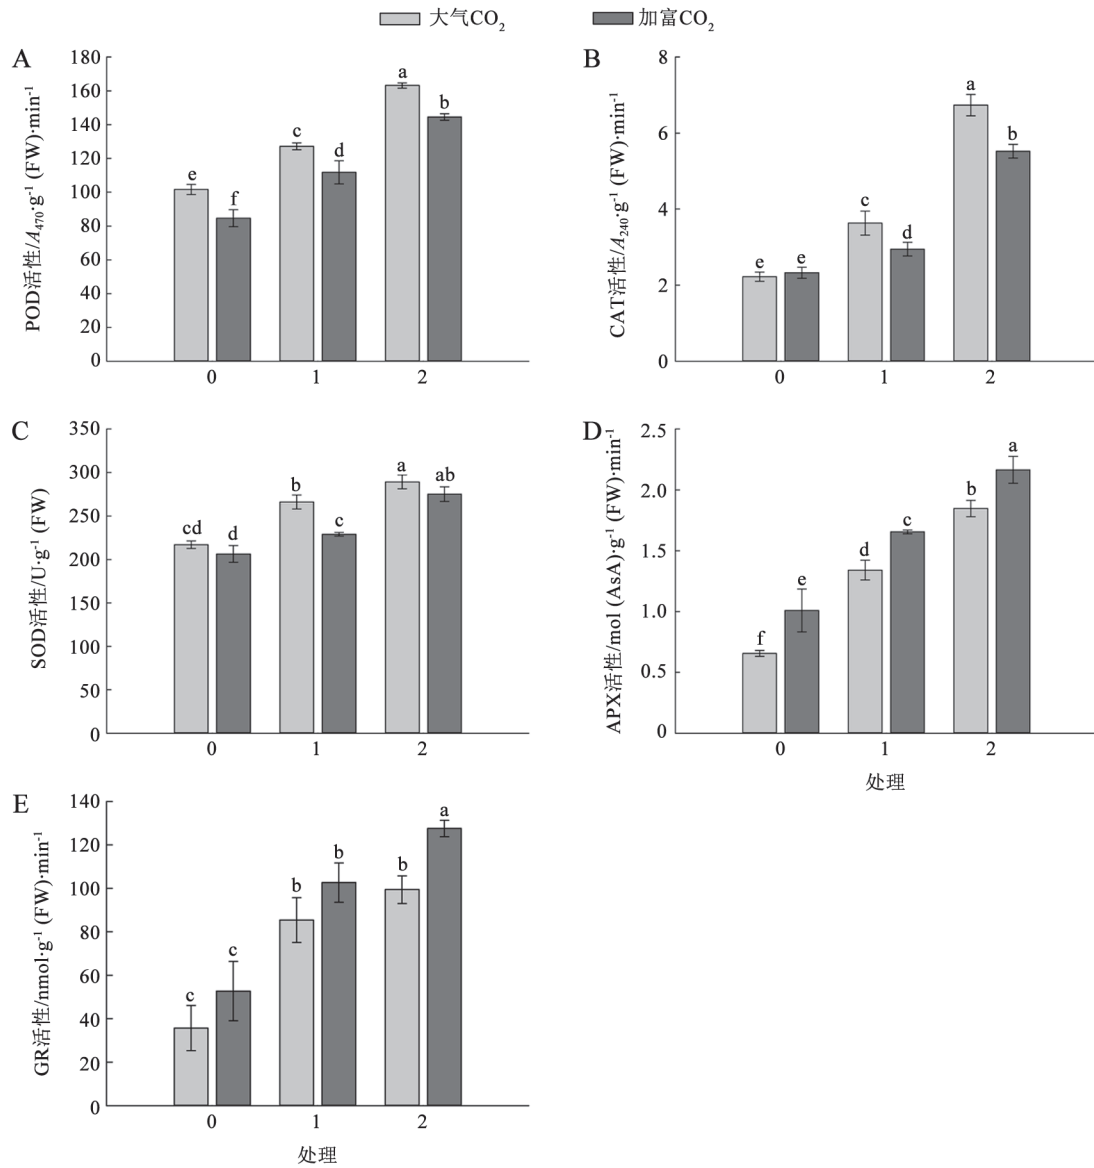 大气CO₂ 加富CO₂
A
POD活性/A₄₇₀·g⁻¹ (FW)·min⁻¹
180
160
140
120
100
80
60
40
20
0
e f c d a b
0 1 2
B
CAT活性/A₂₄₀·g⁻¹ (FW)·min⁻¹
8
6
4
2
0
e e c d a b
0 1 2
C
SOD活性/U·g⁻¹ (FW)
350
300
250
200
150
100
50
0
cd d b c a ab
0 1 2
D
APX活性/mol (AsA)·g⁻¹ (FW)·min⁻¹
2.5
2.0
1.5
1.0
0.5
0
f e d c b a
0 1 2
处理
E
GR活性/nmol·g⁻¹ (FW)·min⁻¹
140
120
100
80
60
40
20
0
c c b b b a
0 1 2
处理